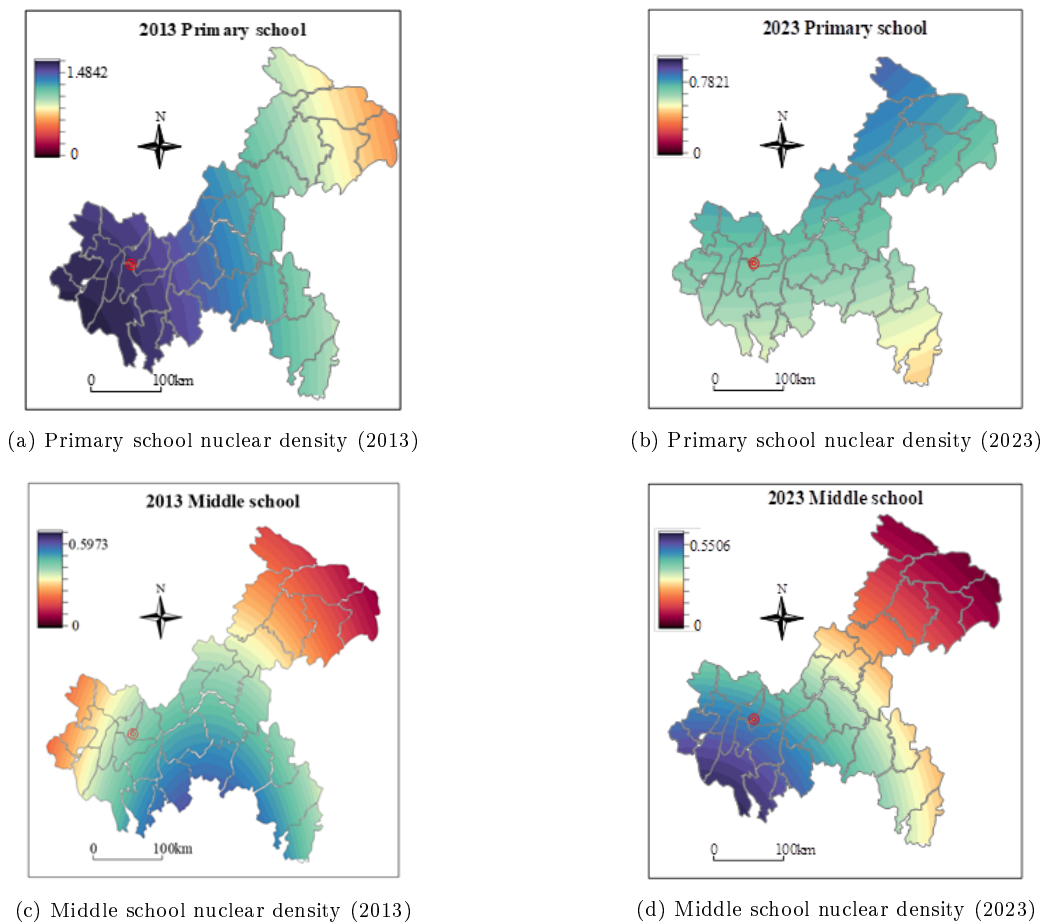 2013 Primary school
1.4842
0
N
0 100km
(a) Primary school nuclear density (2013)
2023 Primary school
0.7821
0
N
0 100km
(b) Primary school nuclear density (2023)
2013 Middle school
0.5973
0
N
0 100km
(c) Middle school nuclear density (2013)
2023 Middle school
0.5506
0
N
0 100km
(d) Middle school nuclear density (2023)